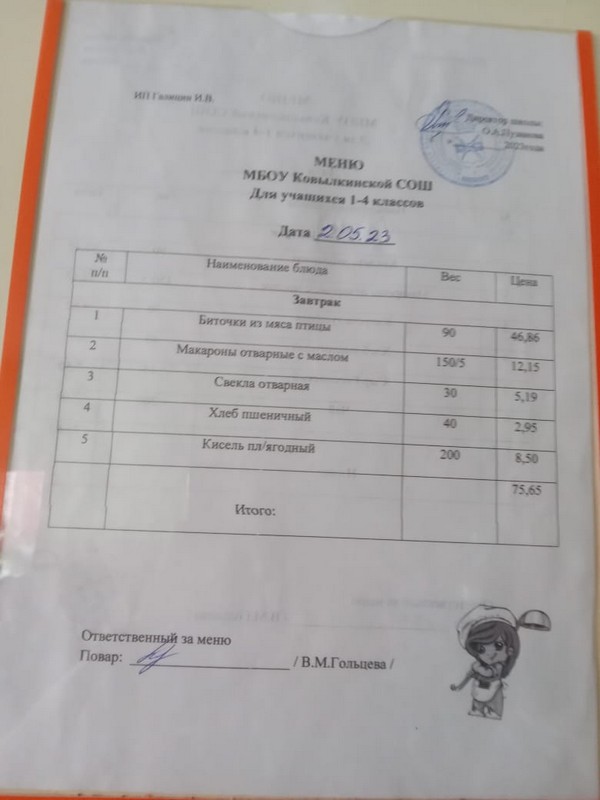 ИП Галицин И.В.
Директор школы:
О.А.
2023года
МЕНЮ
МБОУ Ковылкинской СОШ
Для учащихся 1-4 классов
Дата 2.05.23
№ п/п Наименование блюда Вес Цена
Завтрак
1 Биточки из мяса птицы 90 46,86
2 Макароны отварные с маслом 150/5 12,15
3 Свекла отварная 30 5,19
4 Хлеб пшеничный 40 2,95
5 Кисель пл/ягодный 200 8,50
Итого: 75,65
Ответственный за меню
Повар: / В.М.Гольцева /